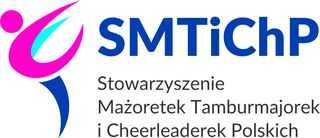 SMTiChP
Stowarzyszenie
Mażoretek Tamburmajorek
i Cheerleaderek Polskich